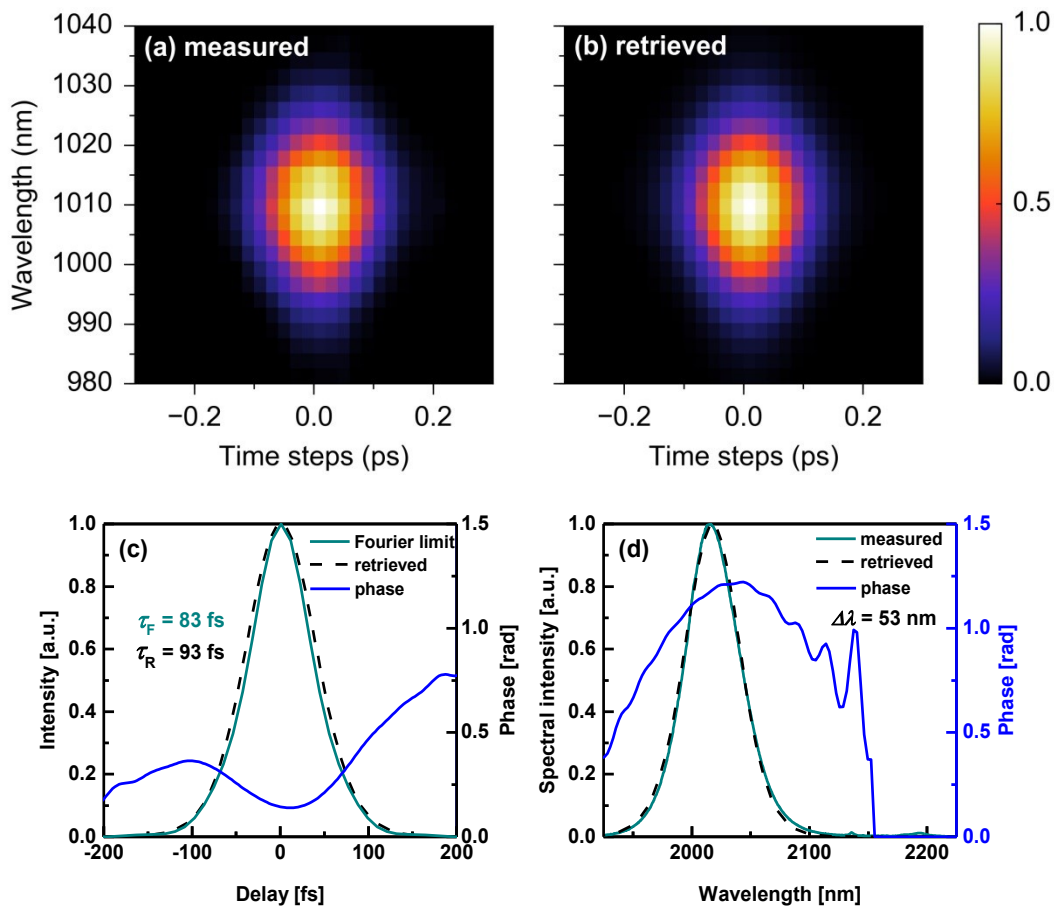 (a) measured
(b) retrieved
1040
1030
1020
1010
1000
990
980
Wavelength (nm)
−0.2
0.0
0.2
Time steps (ps)
−0.2
0.0
0.2
Time steps (ps)
1.0
0.5
0.0
(c)
Fourier limit
retrieved
phase
τF = 83 fs
τR = 93 fs
1.0
0.8
0.6
0.4
0.2
0.0
Intensity [a.u.]
1.5
1.0
0.5
0.0
Phase [rad]
-200
-100
0
100
200
Delay [fs]
(d)
measured
retrieved
phase
Δλ = 53 nm
1.0
0.8
0.6
0.4
0.2
0.0
Spectral intensity [a.u.]
1.5
1.0
0.5
0.0
Phase [rad]
2000
2100
2200
Wavelength [nm]